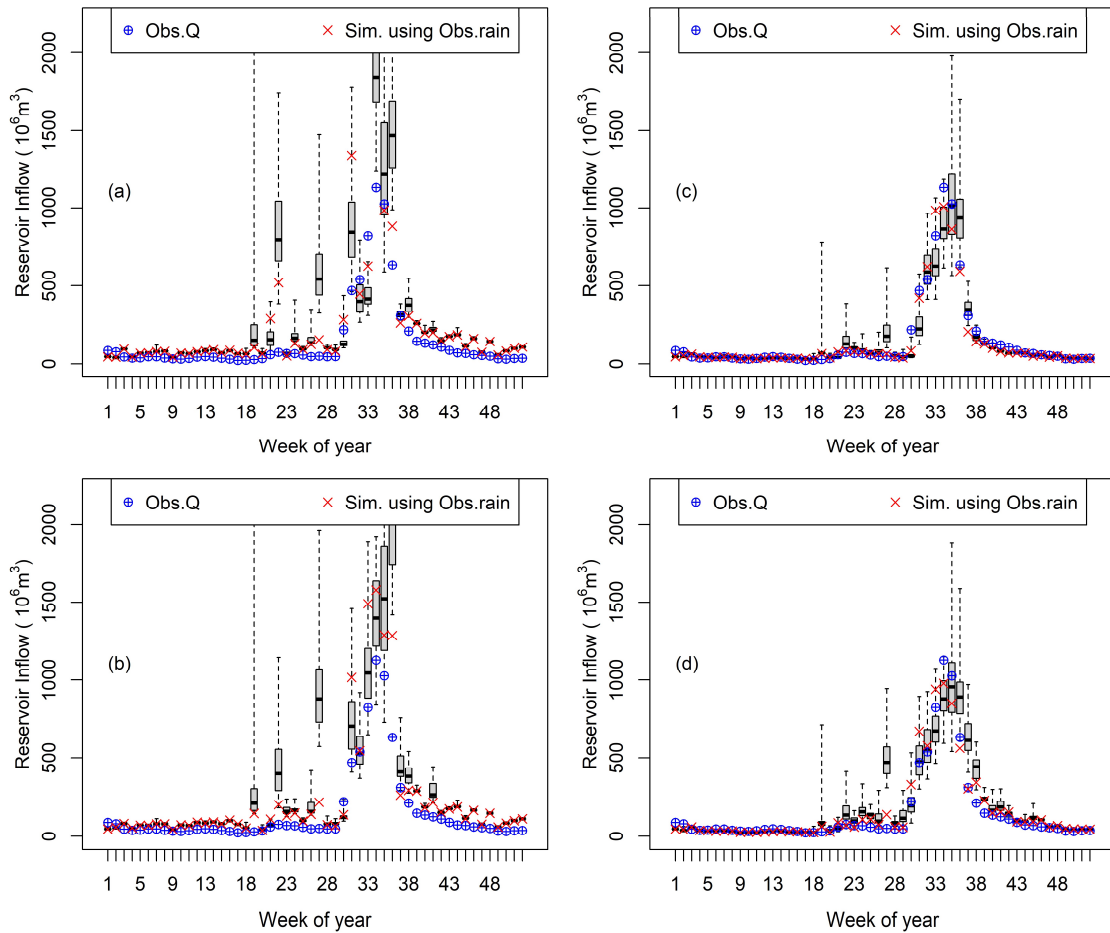 Obs.Q Sim. using Obs.rain
Reservoir Inflow ( 10⁶m³)
2000
1500
1000
500
0
(a)
1 5 9 13 18 23 28 33 38 43 48
Week of year
Obs.Q Sim. using Obs.rain
Reservoir Inflow ( 10⁶m³)
2000
1500
1000
500
0
(c)
1 5 9 13 18 23 28 33 38 43 48
Week of year
Obs.Q Sim. using Obs.rain
Reservoir Inflow ( 10⁶m³)
2000
1500
1000
500
0
(b)
1 5 9 13 18 23 28 33 38 43 48
Week of year
Obs.Q Sim. using Obs.rain
Reservoir Inflow ( 10⁶m³)
2000
1500
1000
500
0
(d)
1 5 9 13 18 23 28 33 38 43 48
Week of year